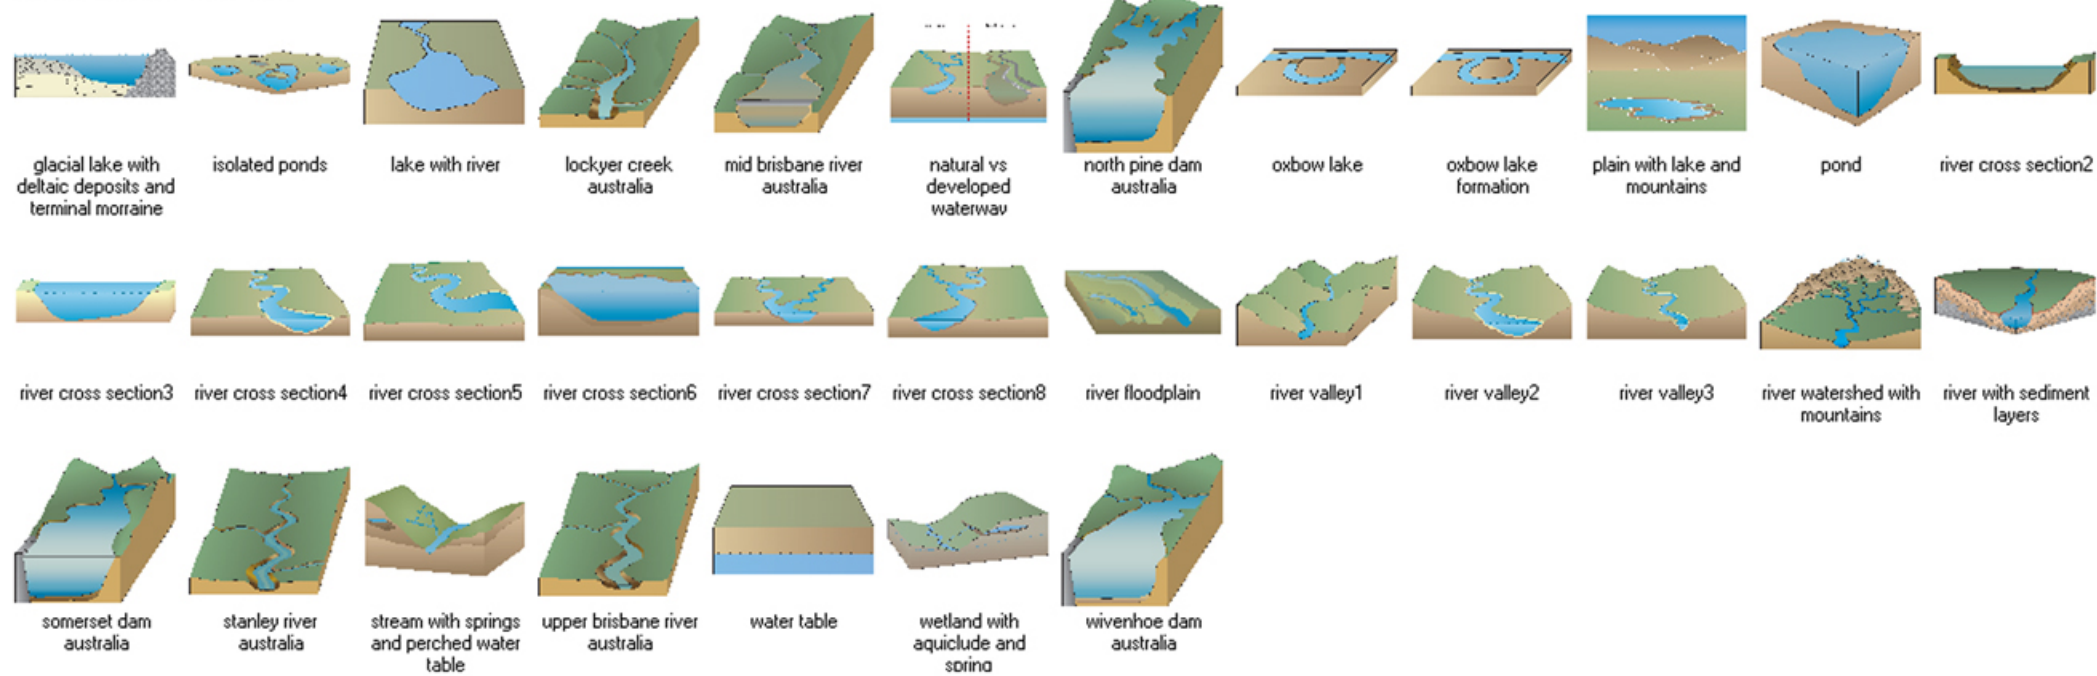 glacial lake with
deltaic deposits and
terminal morraine
isolated ponds
lake with river
lockyer creek
australia
mid brisbane river
australia
natural vs
developed
waterway
north pine dam
australia
oxbow lake
oxbow lake
formation
plain with lake and
mountains
pond
river cross section2
river cross section3
river cross section4
river cross section5
river cross section6
river cross section7
river cross section8
river floodplain
river valley1
river valley2
river valley3
river watershed with
mountains
river with sediment
layers
somerset dam
australia
stanley river
australia
stream with springs
and perched water
table
upper brisbane river
australia
water table
wetland with
aquiclude and
spring
wivenhoe dam
australia